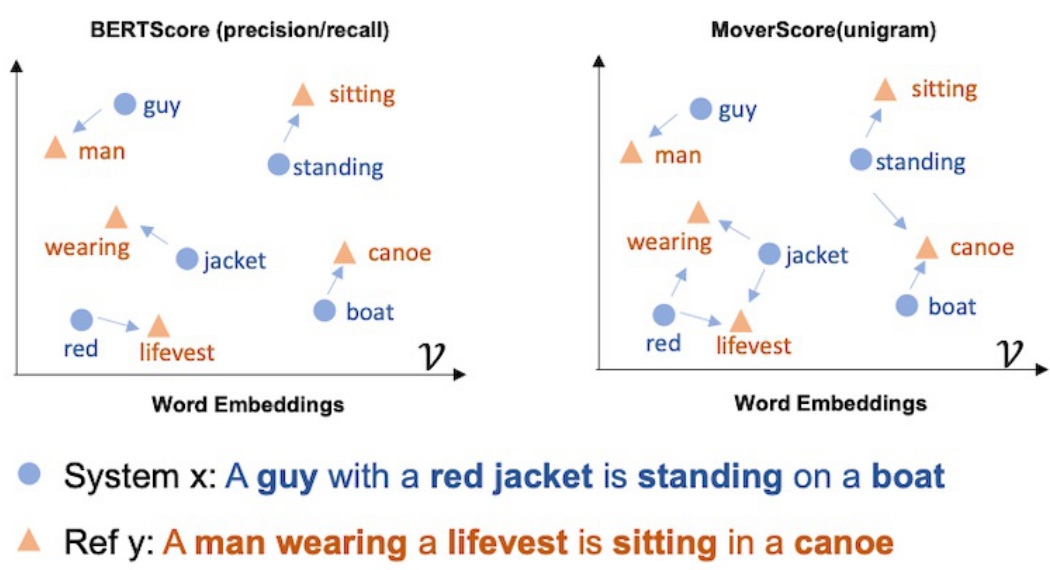 BERTScore (precision/recall)
guy
sitting
man
standing
wearing
jacket
canoe
boat
red
lifevest
𝒱
Word Embeddings
MoverScore(unigram)
guy
sitting
man
standing
wearing
jacket
canoe
boat
red
lifevest
𝒱
Word Embeddings
System x: A guy with a red jacket is standing on a boat
Ref y: A man wearing a lifevest is sitting in a canoe